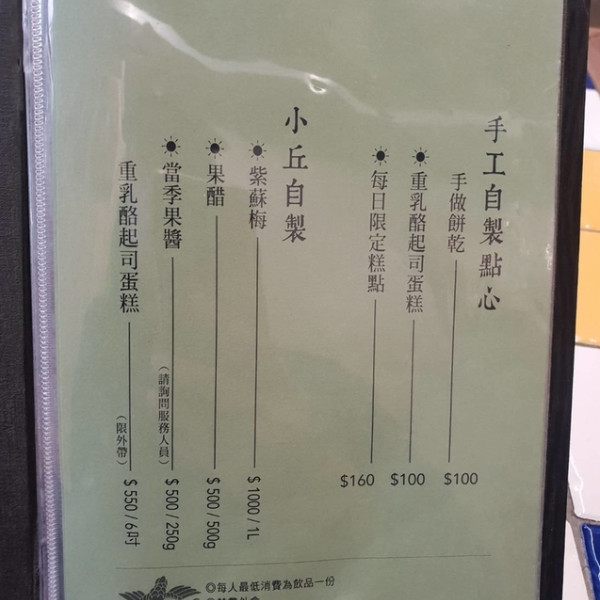 手工自製點心
手做餅乾 $100
重乳酪起司蛋糕 $100
每日限定糕點 $160
小丘自製
紫蘇梅 $1000/1L
果醋 $500/500g
當季果醬 (請詢問服務人員) $500/250g
重乳酪起司蛋糕 (限外帶) $550/6吋
◎每人最低消費為飲品一份